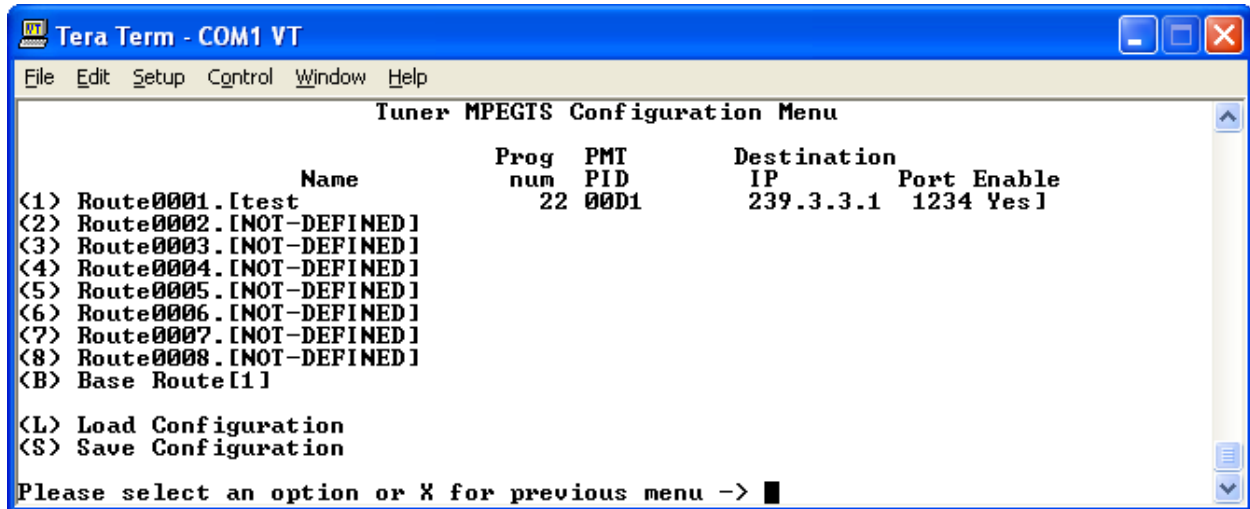 Tera Term - COM1 VT
File Edit Setup Control Window Help
Tuner MPEGTS Configuration Menu
Prog PMT Destination
Name num PID IP Port Enable
(1) Route0001.[test 22 00D1 239.3.3.1 1234 Yes]
(2) Route0002.[NOT-DEFINED]
(3) Route0003.[NOT-DEFINED]
(4) Route0004.[NOT-DEFINED]
(5) Route0005.[NOT-DEFINED]
(6) Route0006.[NOT-DEFINED]
(7) Route0007.[NOT-DEFINED]
(8) Route0008.[NOT-DEFINED]
(B) Base Route[1]
(L) Load Configuration
(S) Save Configuration
Please select an option or X for previous menu ->